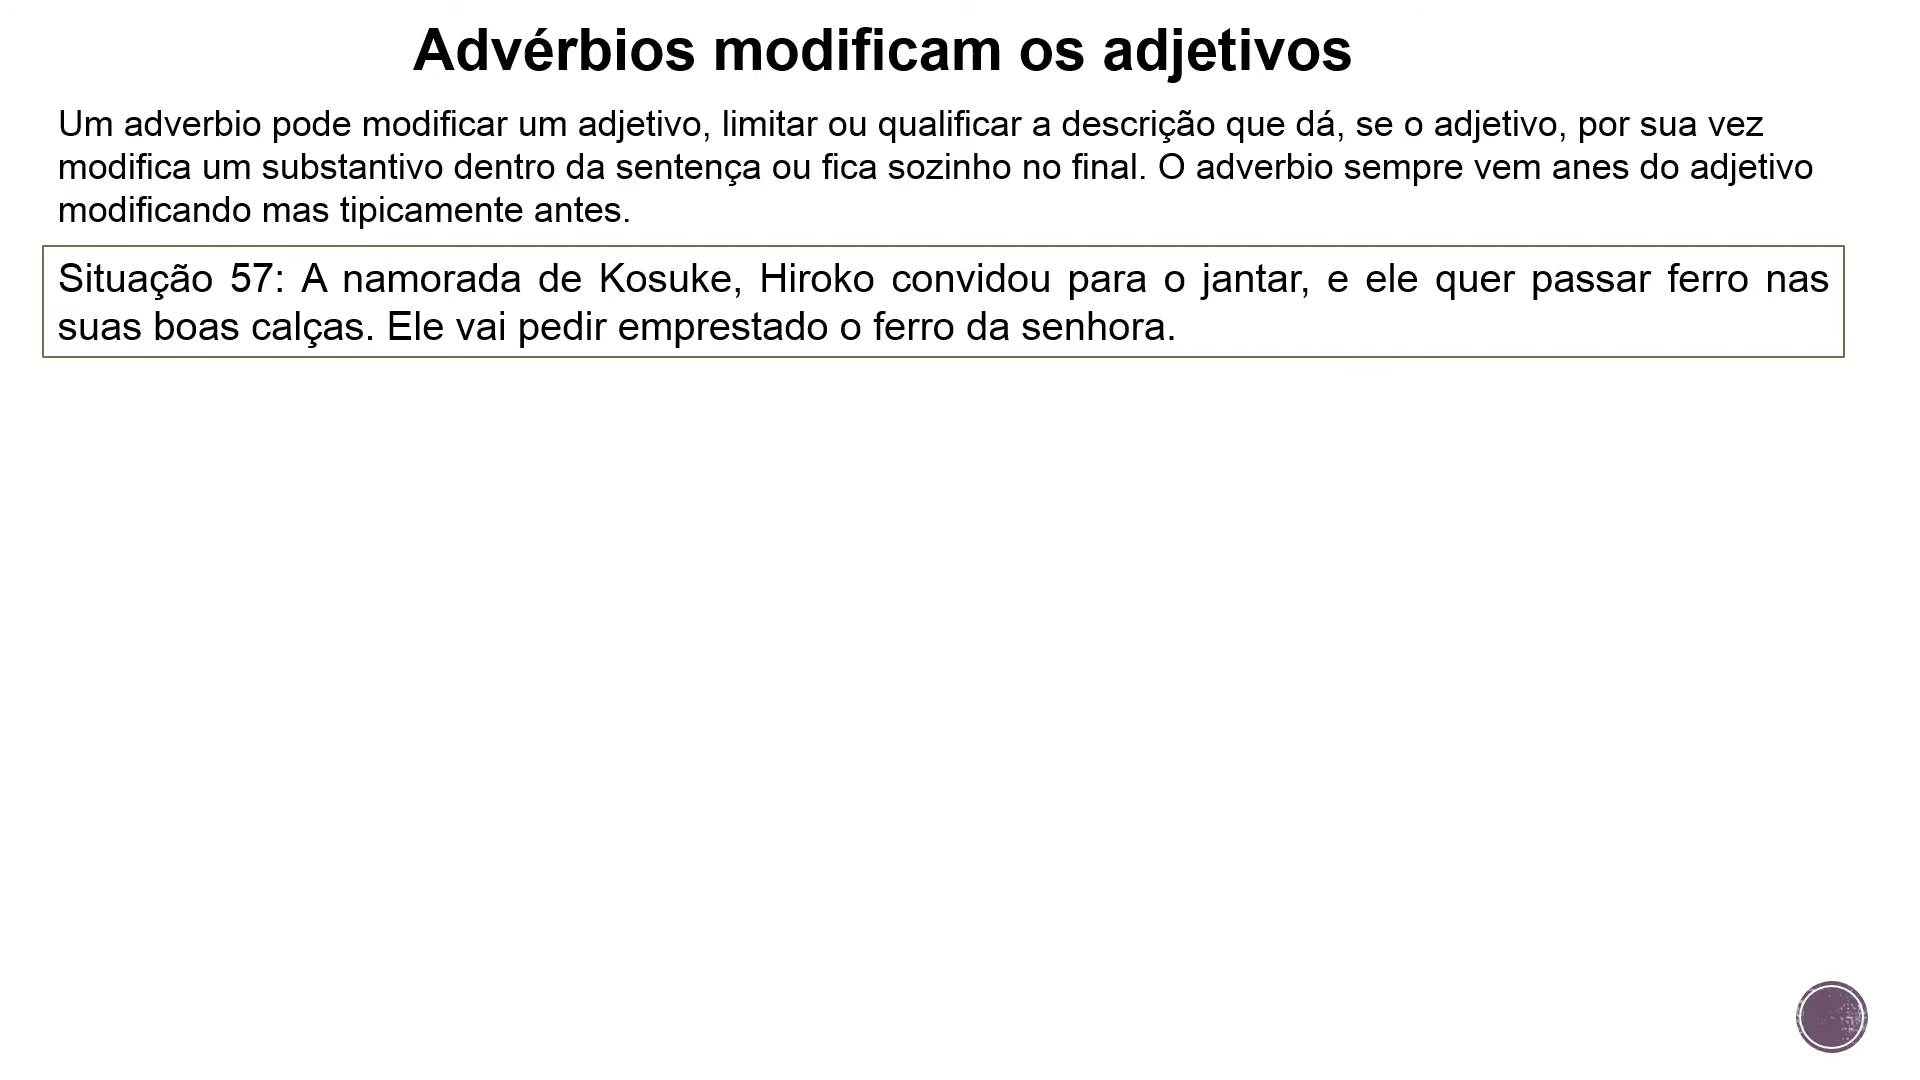 Advérbios modificam os adjetivos
Um adverbio pode modificar um adjetivo, limitar ou qualificar a descrição que dá, se o adjetivo, por sua vez
modifica um substantivo dentro da sentença ou fica sozinho no final. O adverbio sempre vem anes do adjetivo
modificando mas tipicamente antes.
Situação 57: A namorada de Kosuke, Hiroko convidou para o jantar, e ele quer passar ferro nas
suas boas calças. Ele vai pedir emprestado o ferro da senhora.